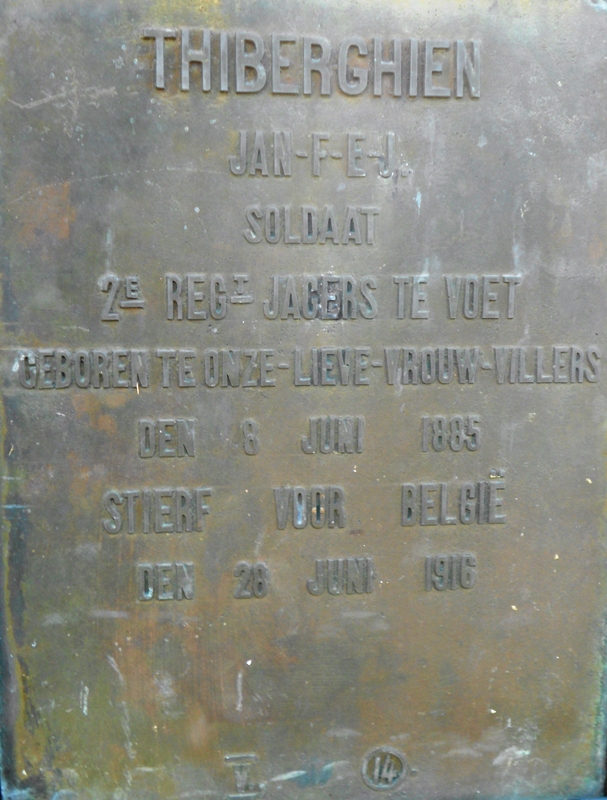 THIBERGHIEN
JAN-F-E-J.
SOLDAAT
2E REGT JAGERS TE VOET
GEBOREN TE ONZE-LIEVE-VROUW-VILLERS
DEN 8 JUNI 1885
STIERF VOOR BELGIË
DEN 28 JUNI 1916
V. 14